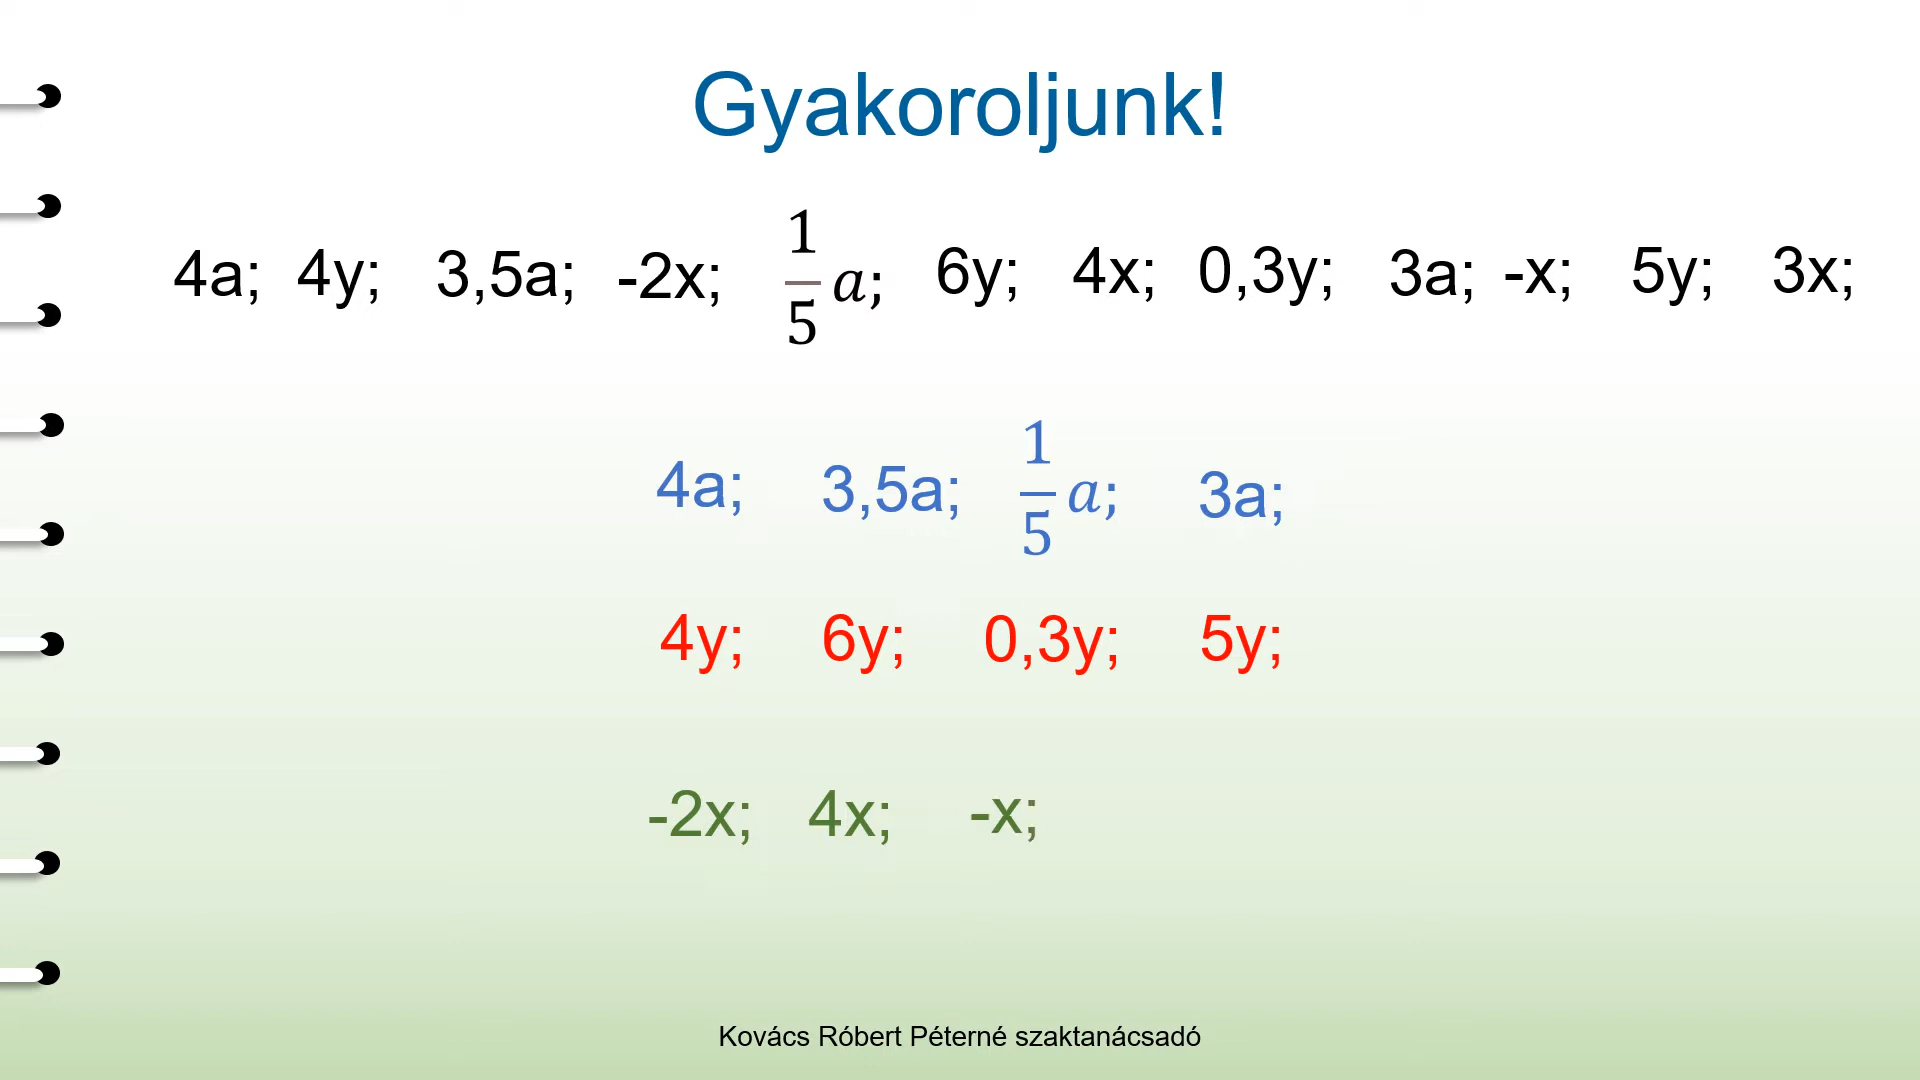 Gyakoroljunk!
4a; 4y; 3,5a; -2x; 1/5 a; 6y; 4x; 0,3y; 3a; -x; 5y; 3x;
4a; 3,5a; 1/5 a; 3a;
4y; 6y; 0,3y; 5y;
-2x; 4x; -x;
Kovács Róbert Péterné szaktanácsadó